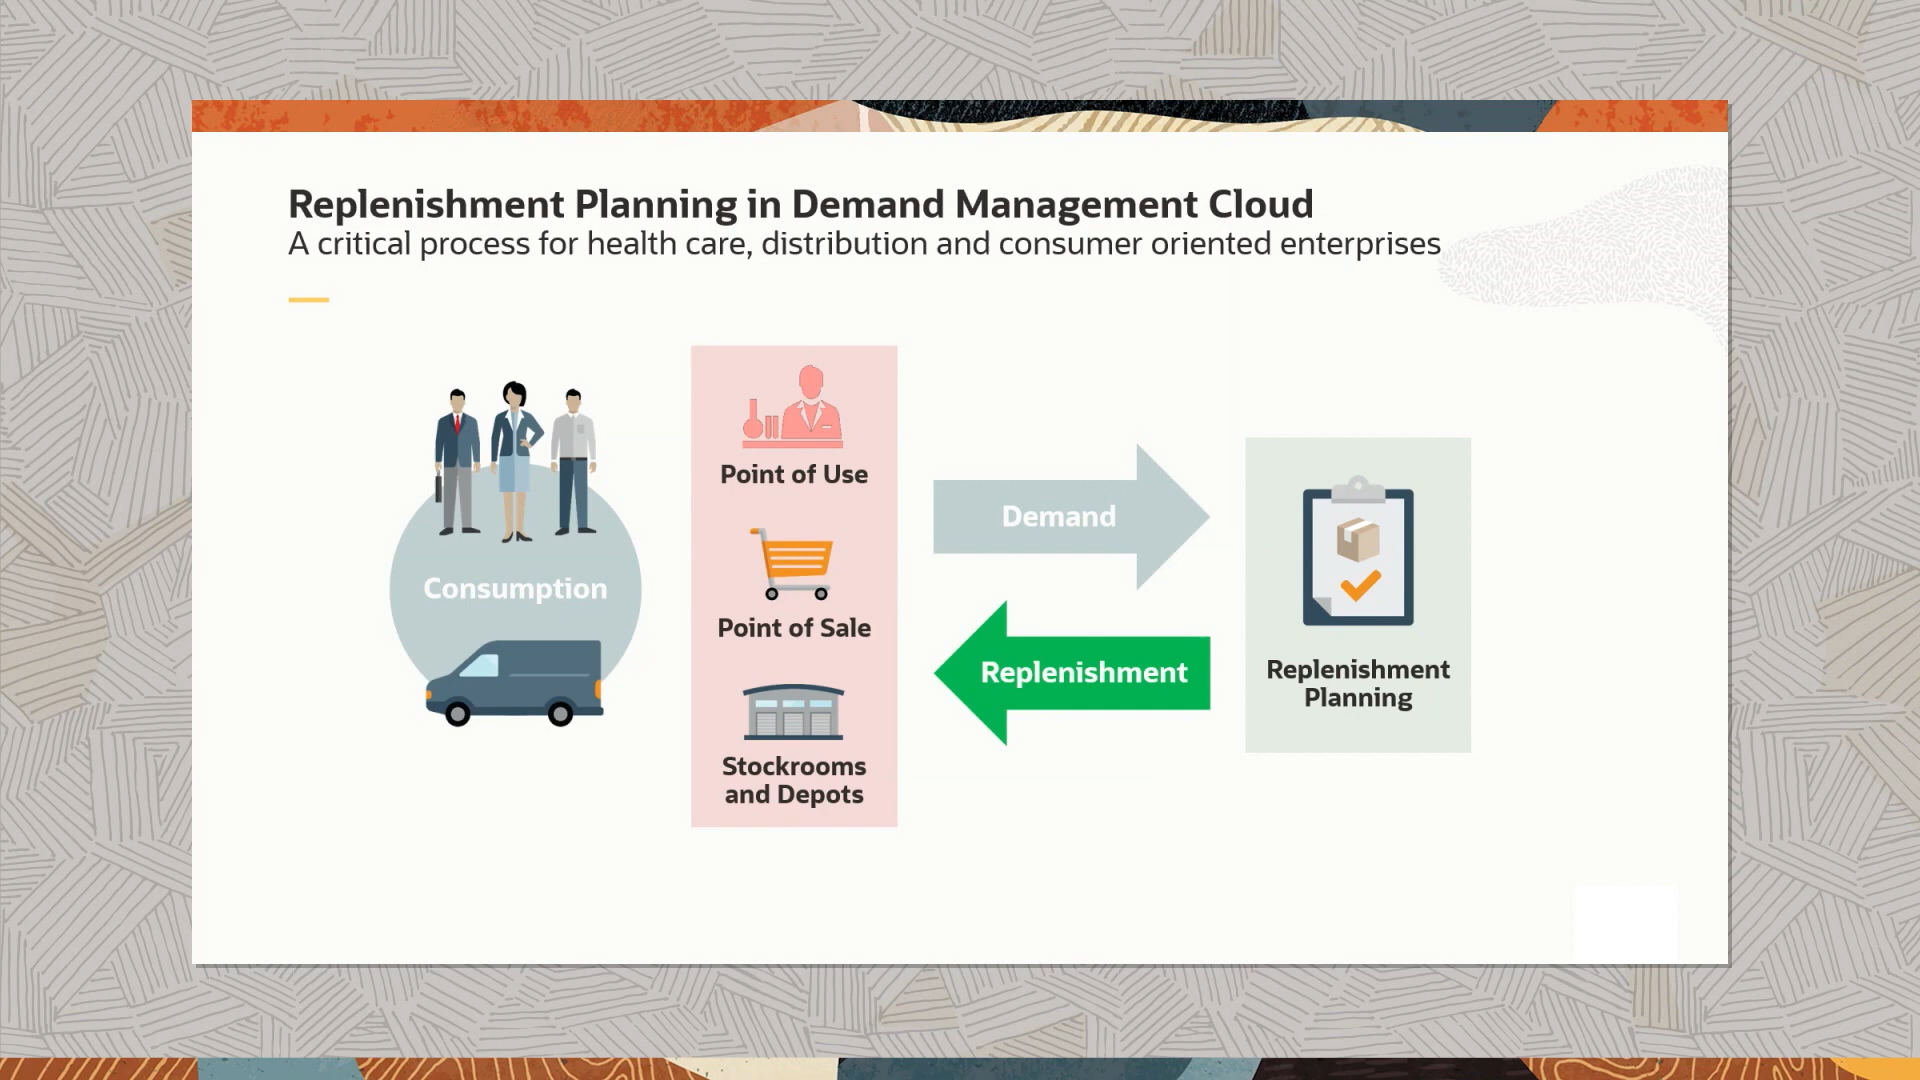 Replenishment Planning in Demand Management Cloud
A critical process for health care, distribution and consumer oriented enterprises
Consumption
Point of Use
Point of Sale
Stockrooms
and Depots
Demand
Replenishment
Replenishment
Planning